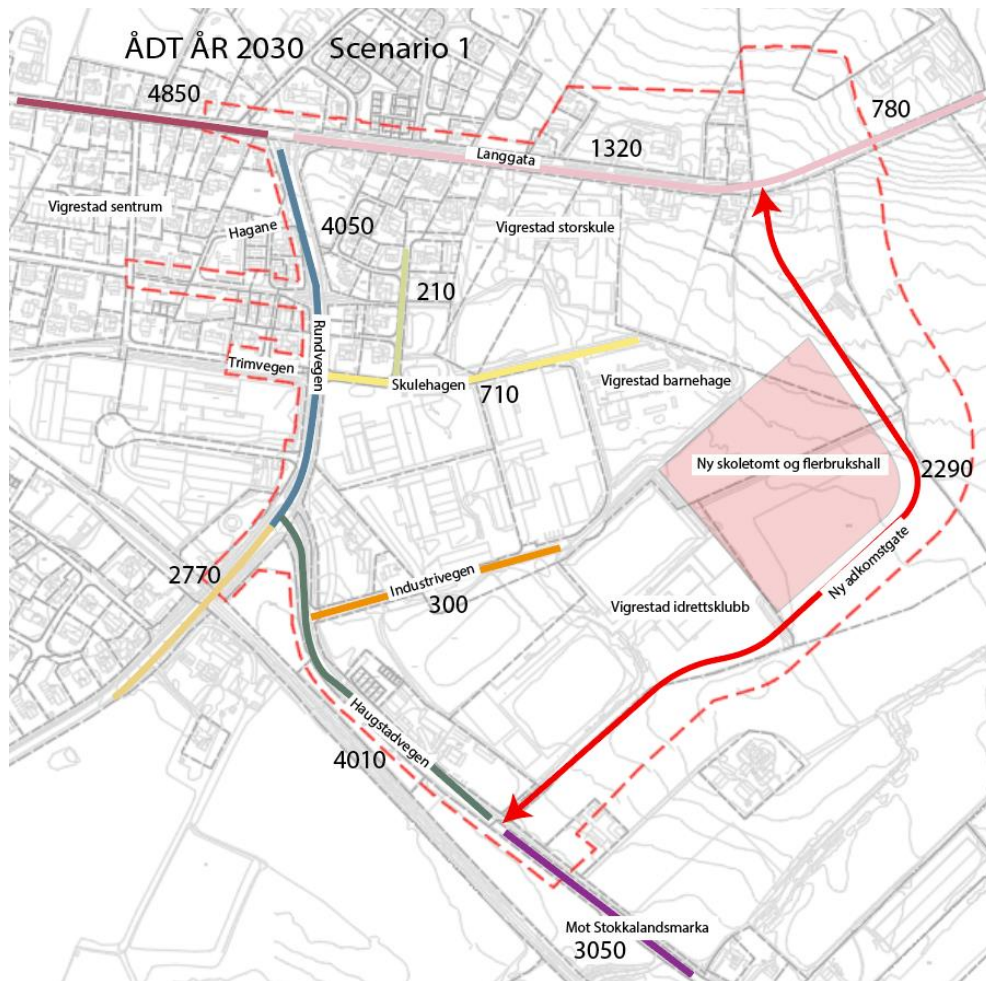 ÅDT ÅR 2030 Scenario 1
4850
780
1320
Langgata
Vigrestad sentrum
Hagane
4050
Vigrestad storskule
210
Rundvegen
Trimvegen
Skulehagen
710
Vigrestad barnehage
Ny skoletomt og flerbrukshall
2290
Ny adkomstgate
2770
Industrivegen
300
Vigrestad idrettsklubb
Haugstadvegen
4010
Mot Stokkalandsmarka
3050